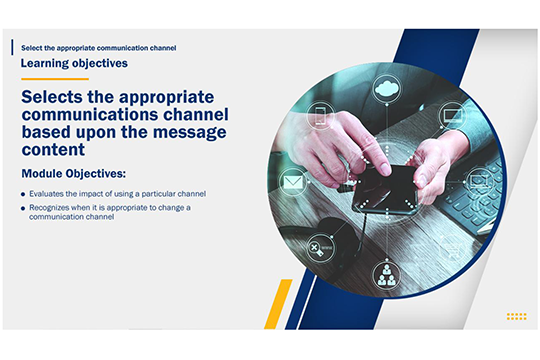 Select the appropriate communication channel
Learning objectives
Selects the appropriate
communications channel
based upon the message
content
Module Objectives:
Evaluates the impact of using a particular channel
Recognizes when it is appropriate to change a
communication channel
www